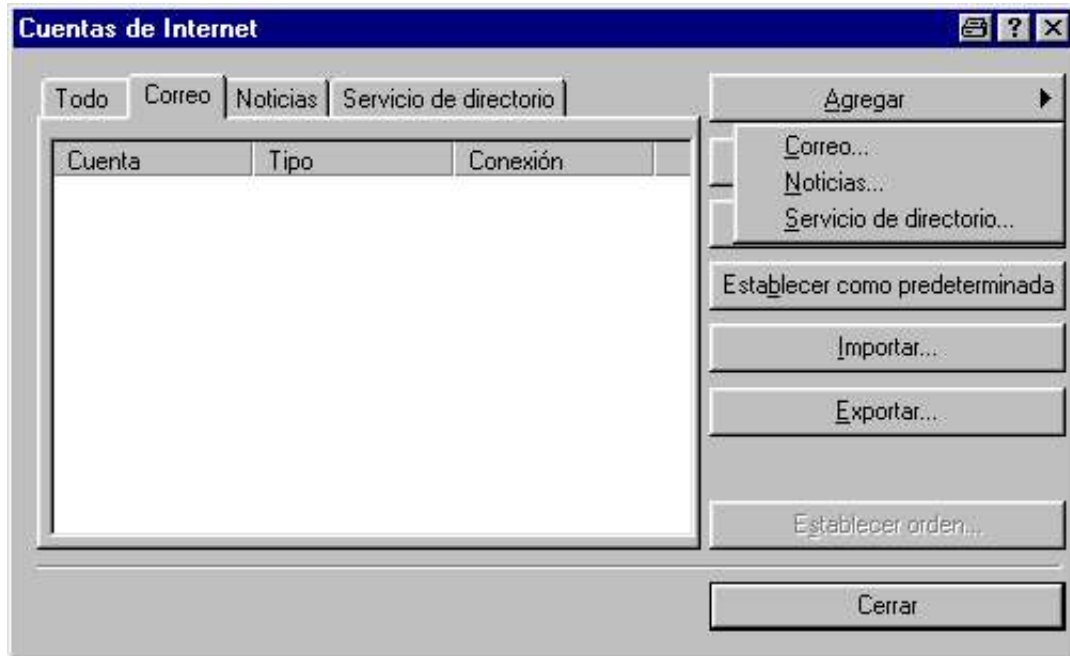 Cuentas de Internet
Todo Correo Noticias Servicio de directorio
Cuenta Tipo Conexión
Agregar
Correo...
Noticias...
Servicio de directorio...
Establecer como predeterminada
Importar...
Exportar...
Establecer orden...
Cerrar